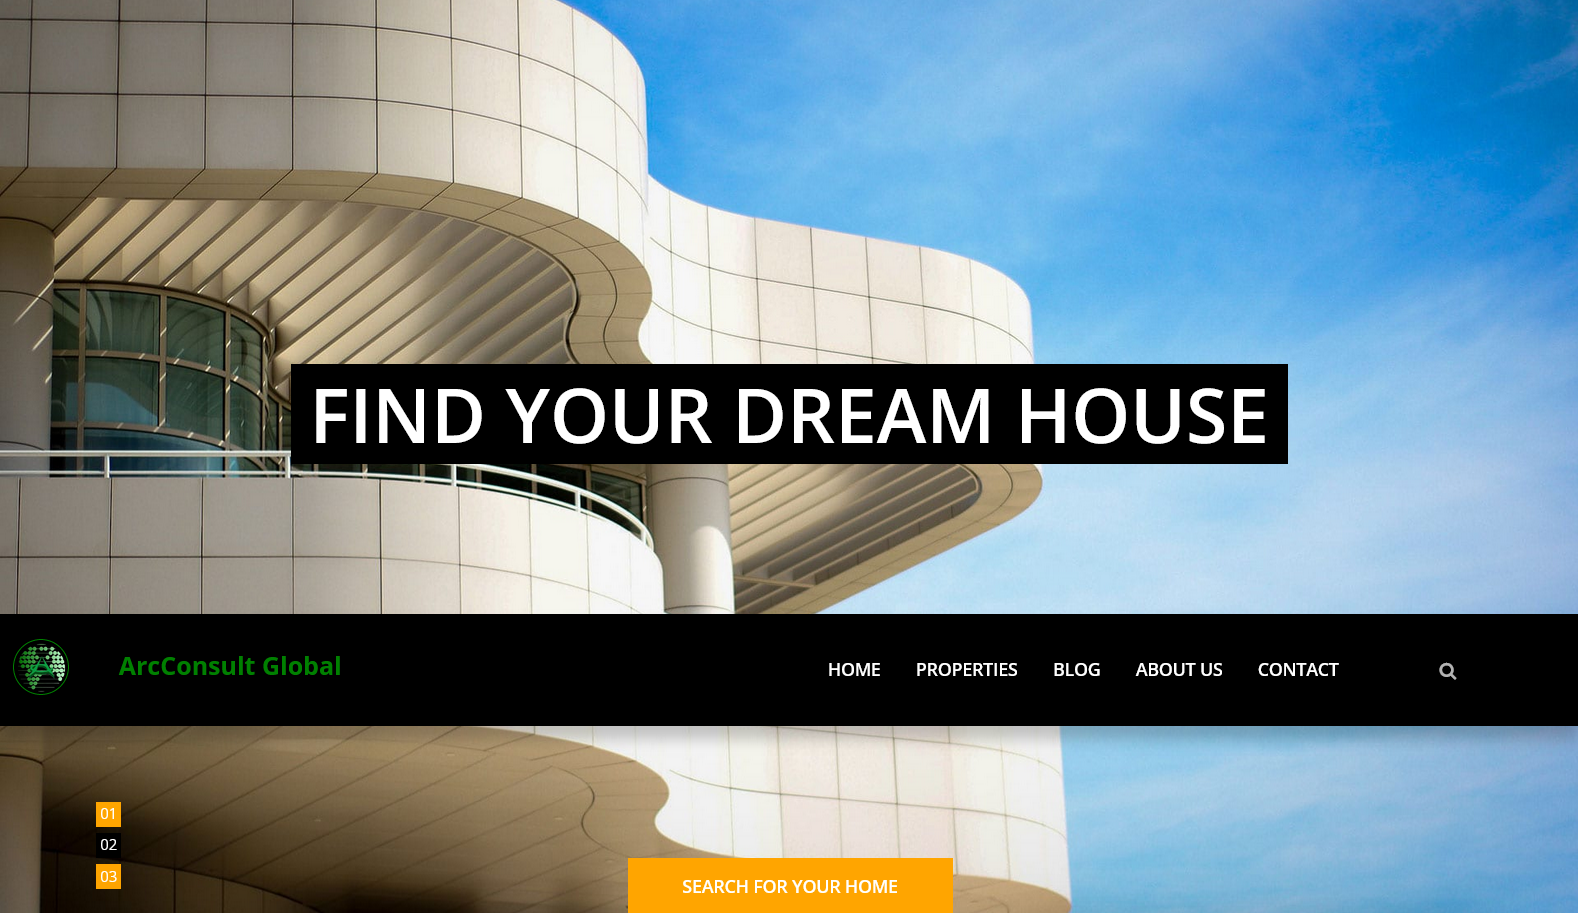 FIND YOUR DREAM HOUSE
ArcConsult Global
HOME PROPERTIES BLOG ABOUT US CONTACT
01
02
03
SEARCH FOR YOUR HOME